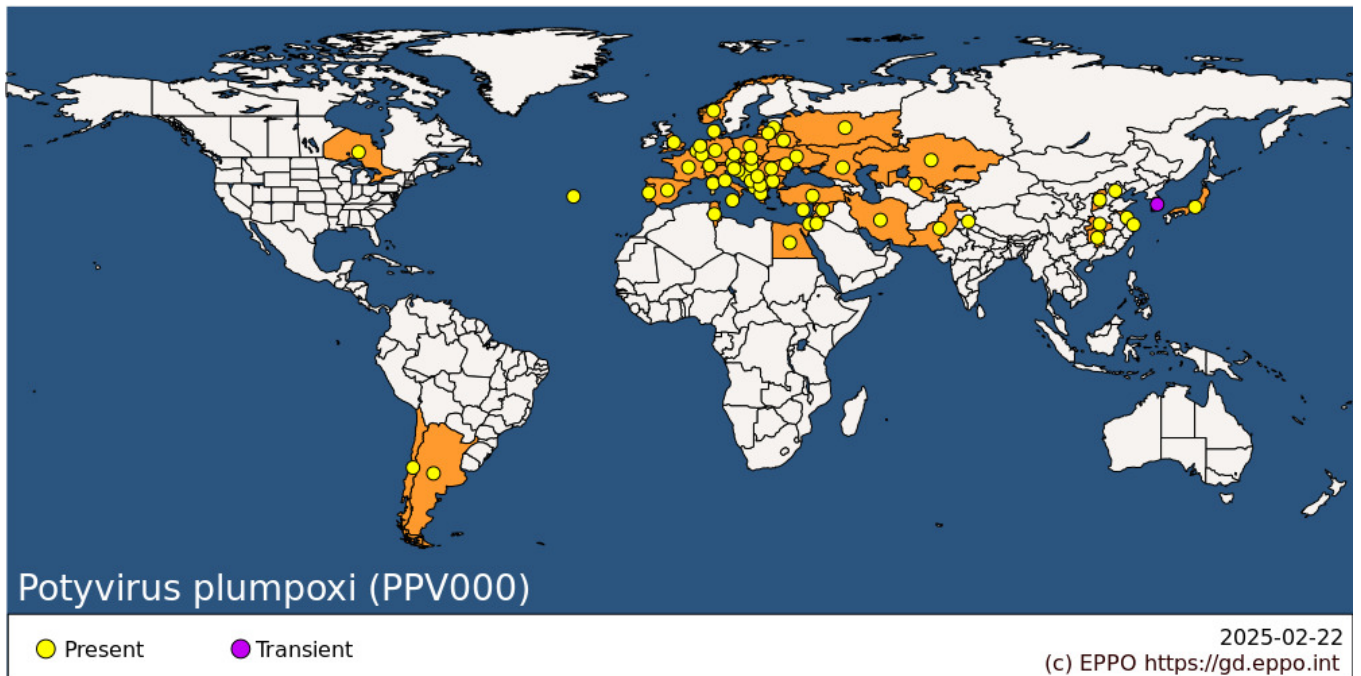 Potyvirus plumpoxi (PPV000)
Present
Transient
2025-02-22
(c) EPPO https://gd.eppo.int